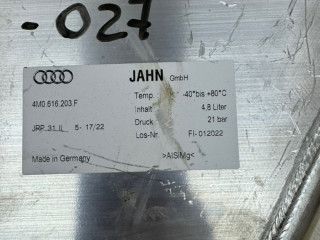 -027
JAHN GmbH
4M0.616.203.F
Temp. -40°bis +80°C
Inhalt 4,8 Liter
JRP 31 IL 5- 17/22
Druck 21 bar
Los-Nr FI-012022
Made in Germany >AlSiMg<